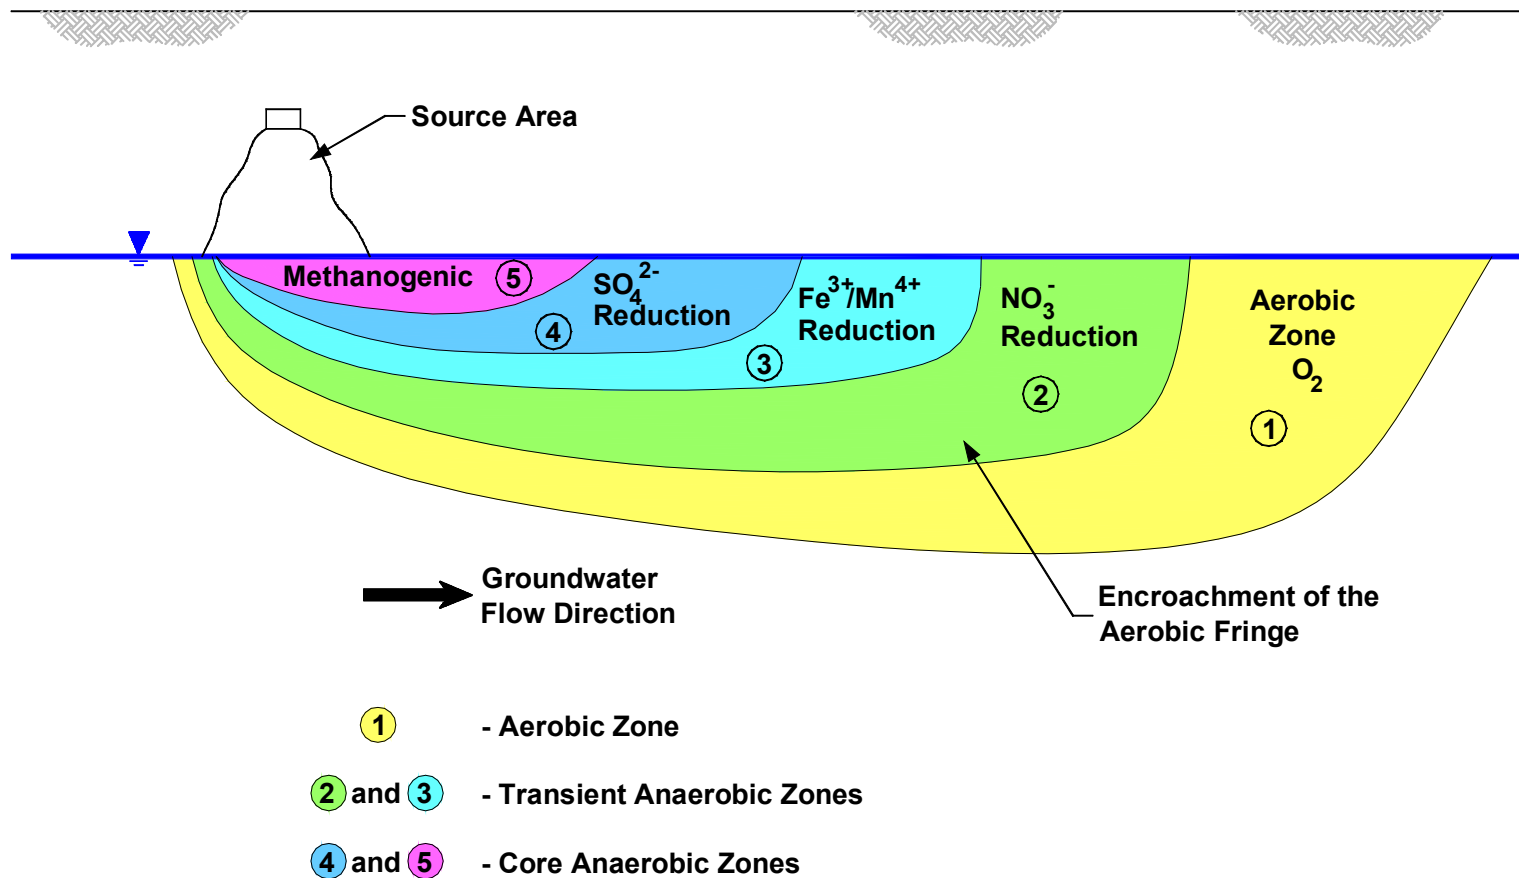 Source Area
Methanogenic 5
SO₄²⁻
Reduction
4
Fe³⁺/Mn⁴⁺
Reduction
3
NO₃⁻
Reduction
2
Aerobic
Zone
O₂
1
Groundwater
Flow Direction
Encroachment of the
Aerobic Fringe
1 - Aerobic Zone
2 and 3 - Transient Anaerobic Zones
4 and 5 - Core Anaerobic Zones